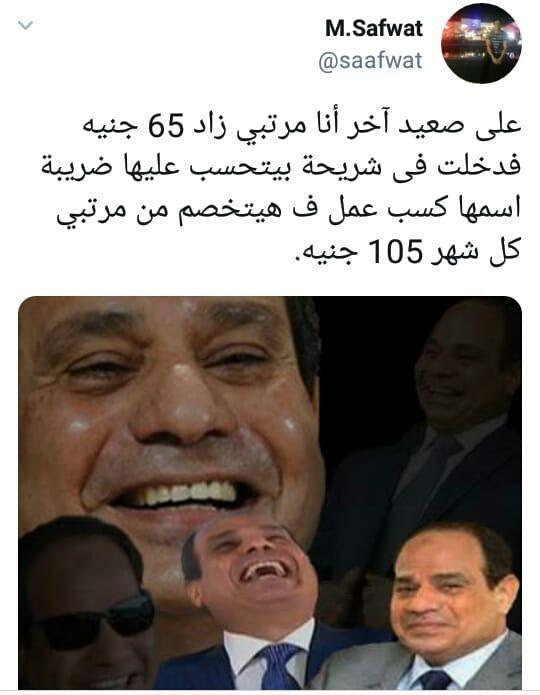 M.Safwat
@saafwat
على صعيد آخر أنا مرتبي زاد 65 جنيه
فدخلت فى شريحة بيتحسب عليها ضريبة
اسمها كسب عمل ف هيتخصم من مرتبي
كل شهر 105 جنيه.